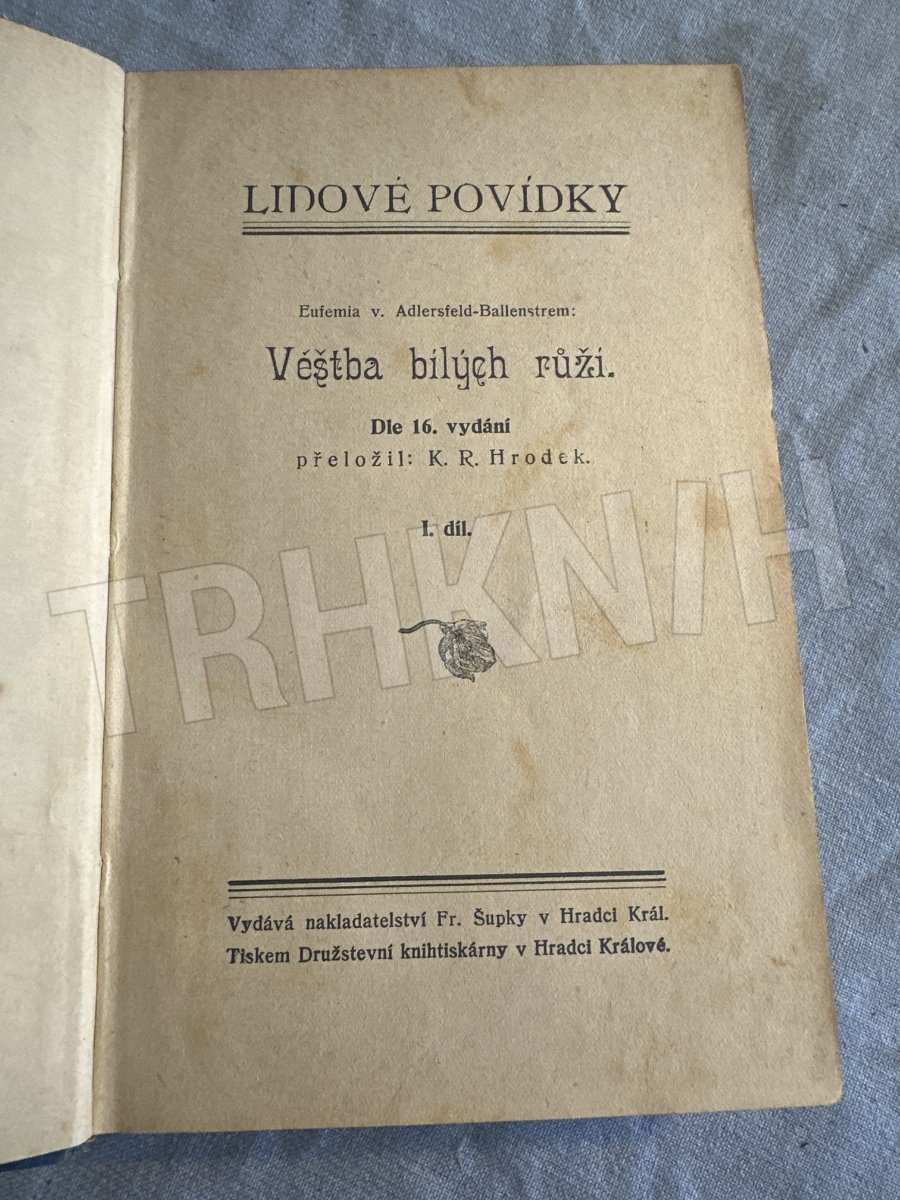 LIDOVÉ POVÍDKY
Eufemia v. Adlersfeld-Ballenstrem:
Věštba bílých růží.
Dle 16. vydání
přeložil: K. R. Hrodek.
I. díl.
TRHKNIH
Vydává nakladatelství Fr. Šupky v Hradci Král.
Tiskem Družstevní knihtiskárny v Hradci Králové.